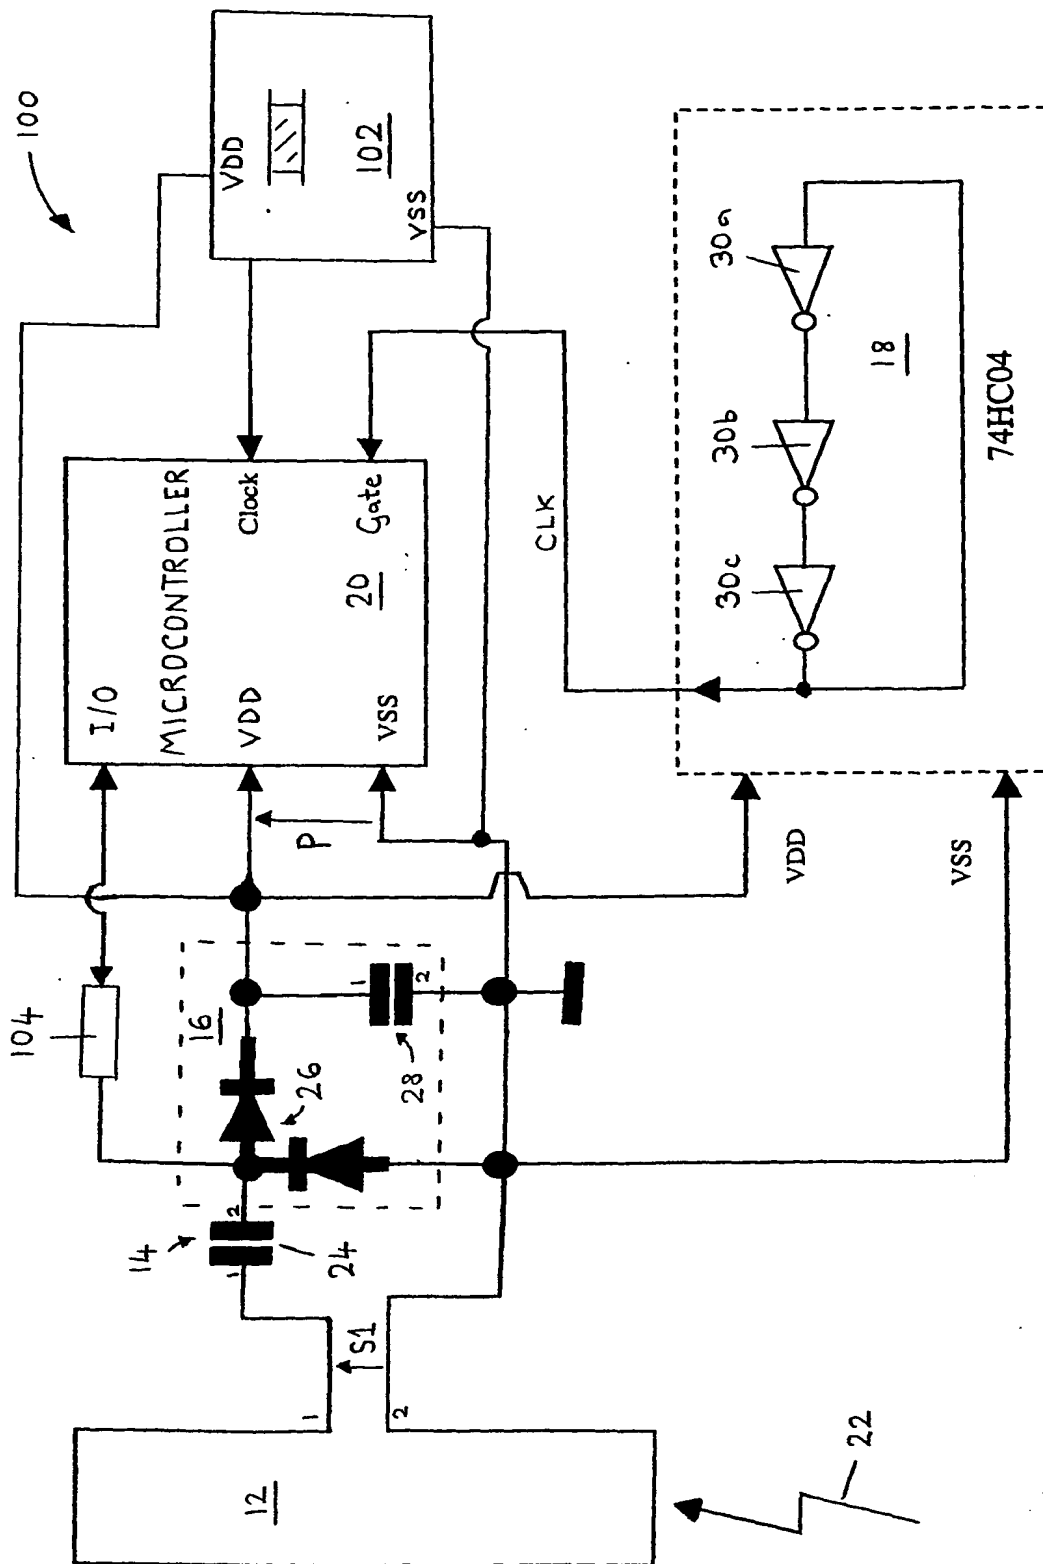 100
VDD
102
VSS
I/O
MICROCONTROLLER
VDD
VSS
Clock
Gate
20
CLK
P
104
16
26
28
1
2
14
24
1
2
S1
1
2
12
22
VDD
VSS
30a
30b
30c
18
74HC04